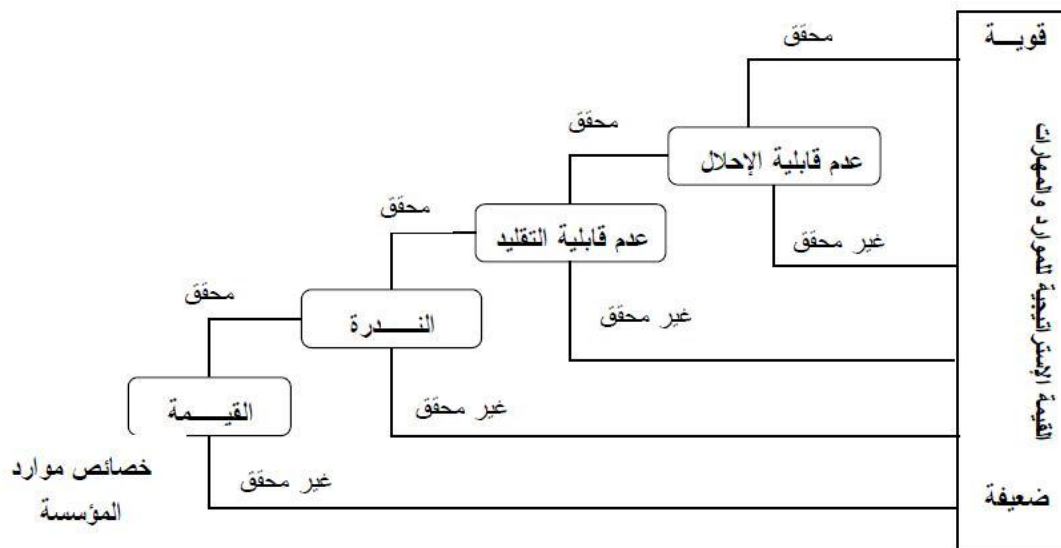 قويـــة
محقق
محقق
عدم قابلية الإحلال
محقق
عدم قابلية التقليد
غير محقق
محقق
النـــــدرة
غير محقق
القيـــــمة
غير محقق
خصائص موارد
المؤسسة
غير محقق
ضعيفة
القيمة الإستراتيجية للموارد والمهارات